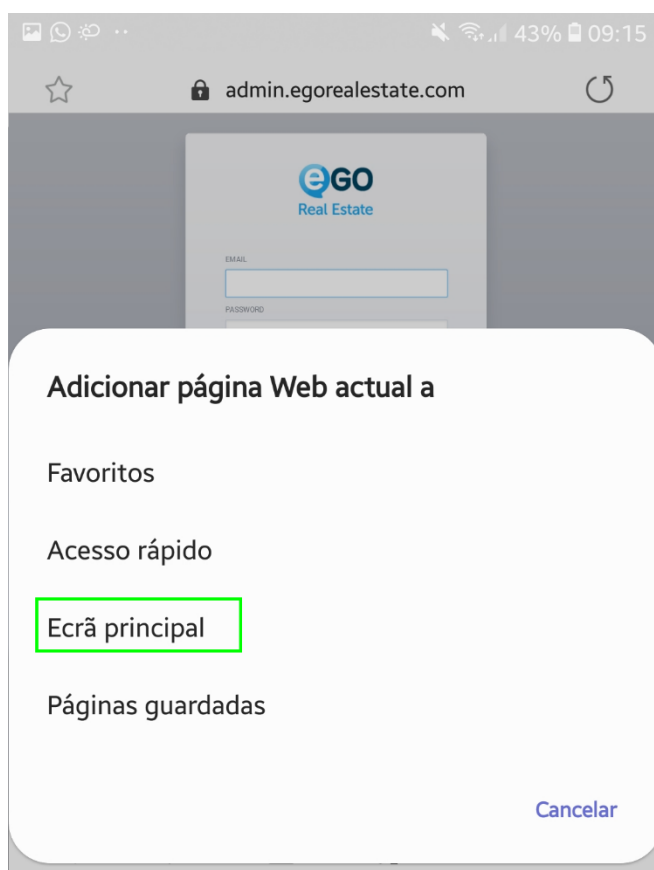 43% 09:15
admin.egorealestate.com
eGO
Real Estate
EMAIL
PASSWORD
Adicionar página Web actual a
Favoritos
Acesso rápido
Ecrã principal
Páginas guardadas
Cancelar